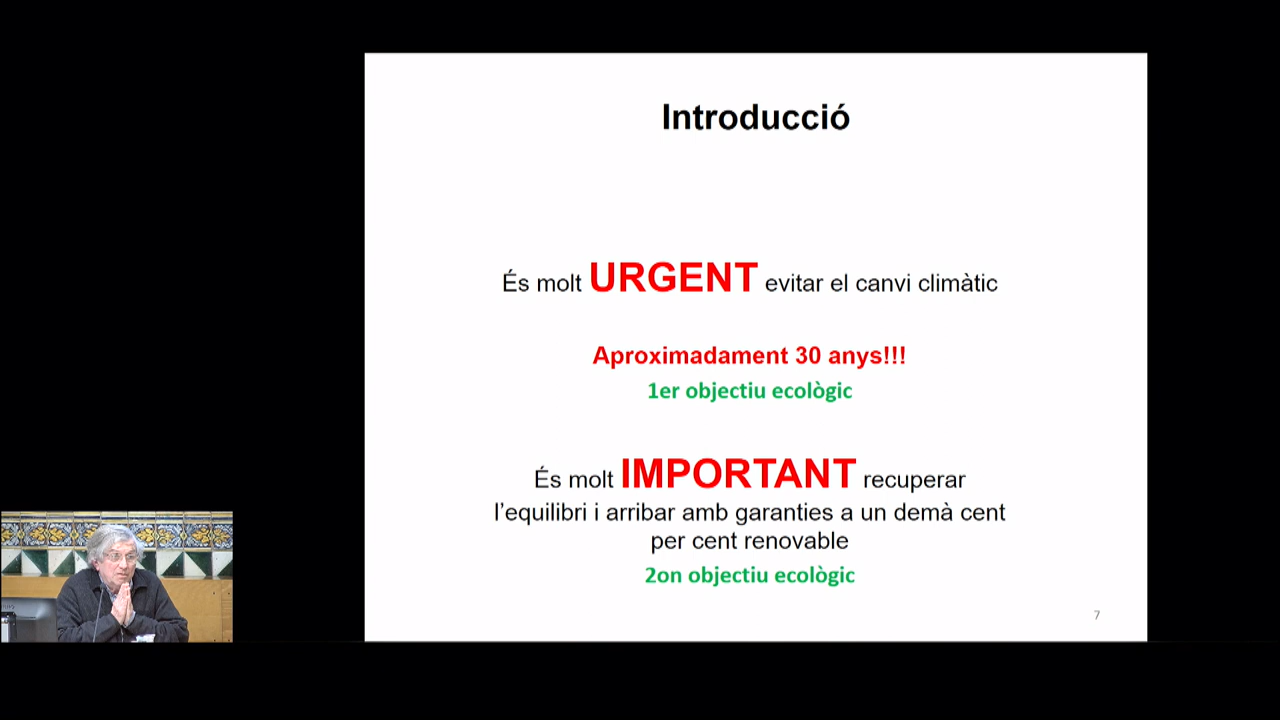 Introducció
És molt URGENT evitar el canvi climàtic
Aproximadament 30 anys!!!
1er objectiu ecològic
És molt IMPORTANT recuperar
l'equilibri i arribar amb garanties a un demà cent
per cent renovable
2on objectiu ecològic
7